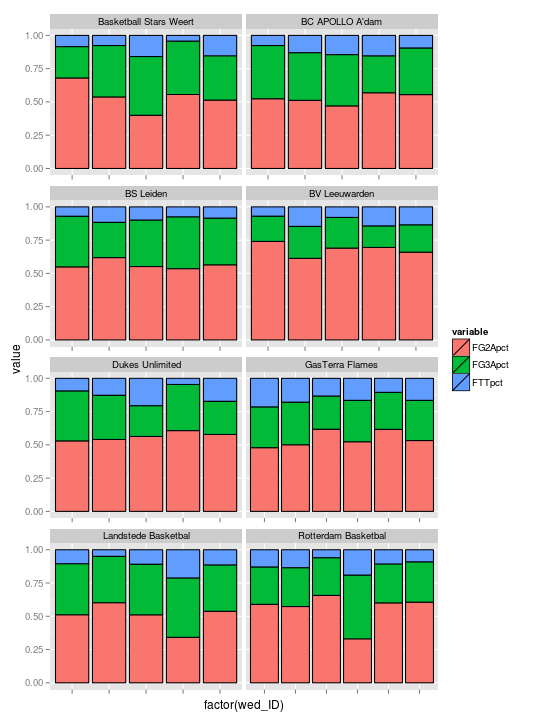 Basketball Stars Weert
BC APOLLO A'dam
1.00
0.75
0.50
0.25
0.00
BS Leiden
BV Leeuwarden
1.00
0.75
0.50
0.25
0.00
Dukes Unlimited
GasTerra Flames
1.00
0.75
0.50
0.25
0.00
Landstede Basketbal
Rotterdam Basketbal
1.00
0.75
0.50
0.25
0.00
value
factor(wed_ID)
variable
FG2Apct
FG3Apct
FTTpct